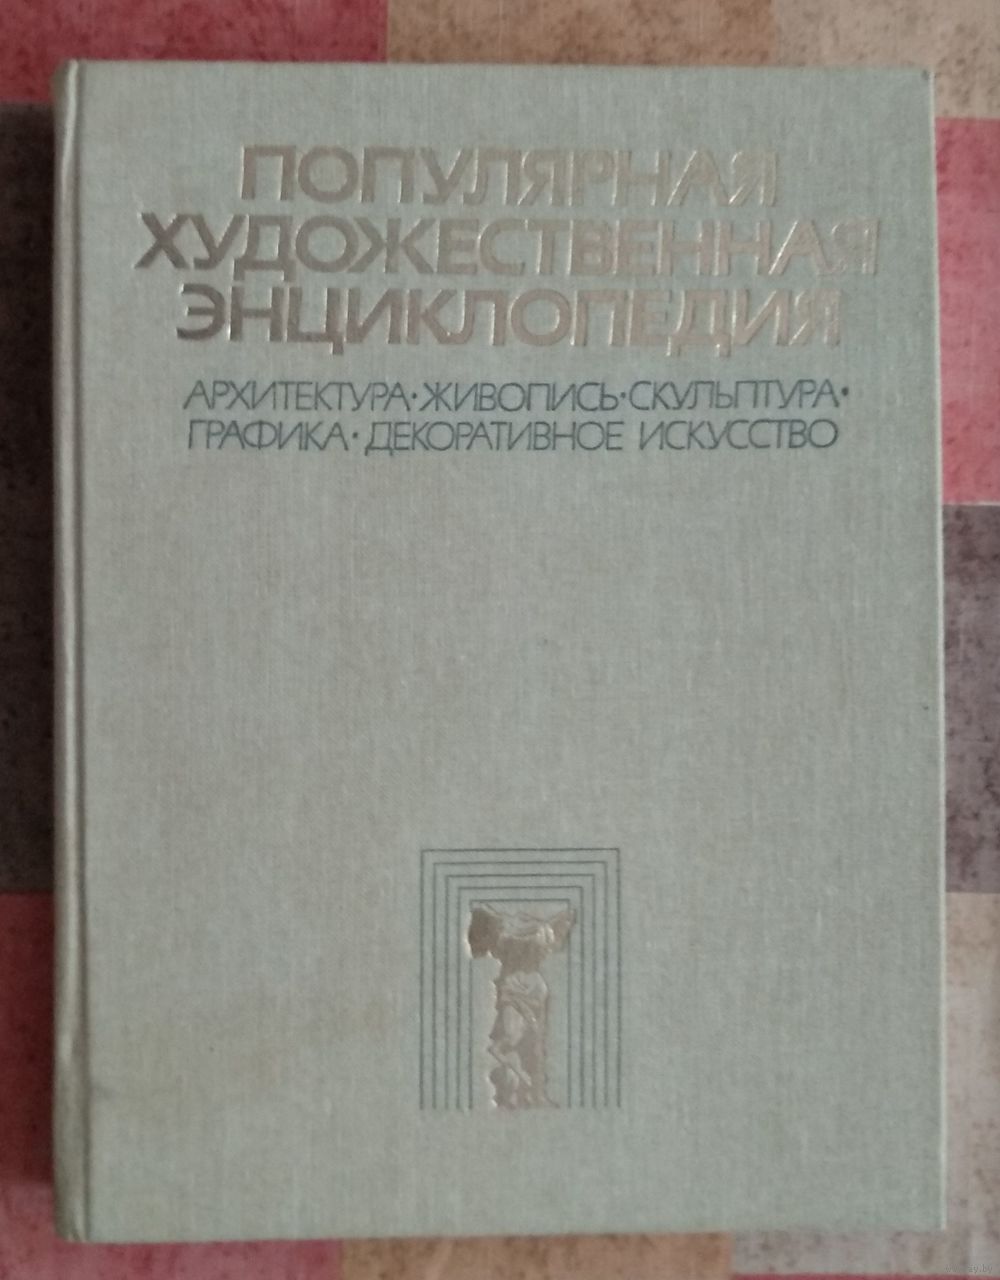 ПОПУЛЯРНАЯ
ХУДОЖЕСТВЕННАЯ
ЭНЦИКЛОПЕДИЯ
АРХИТЕКТУРА·ЖИВОПИСЬ·СКУЛЬПТУРА·
ГРАФИКА·ДЕКОРАТИВНОЕ ИСКУССТВО